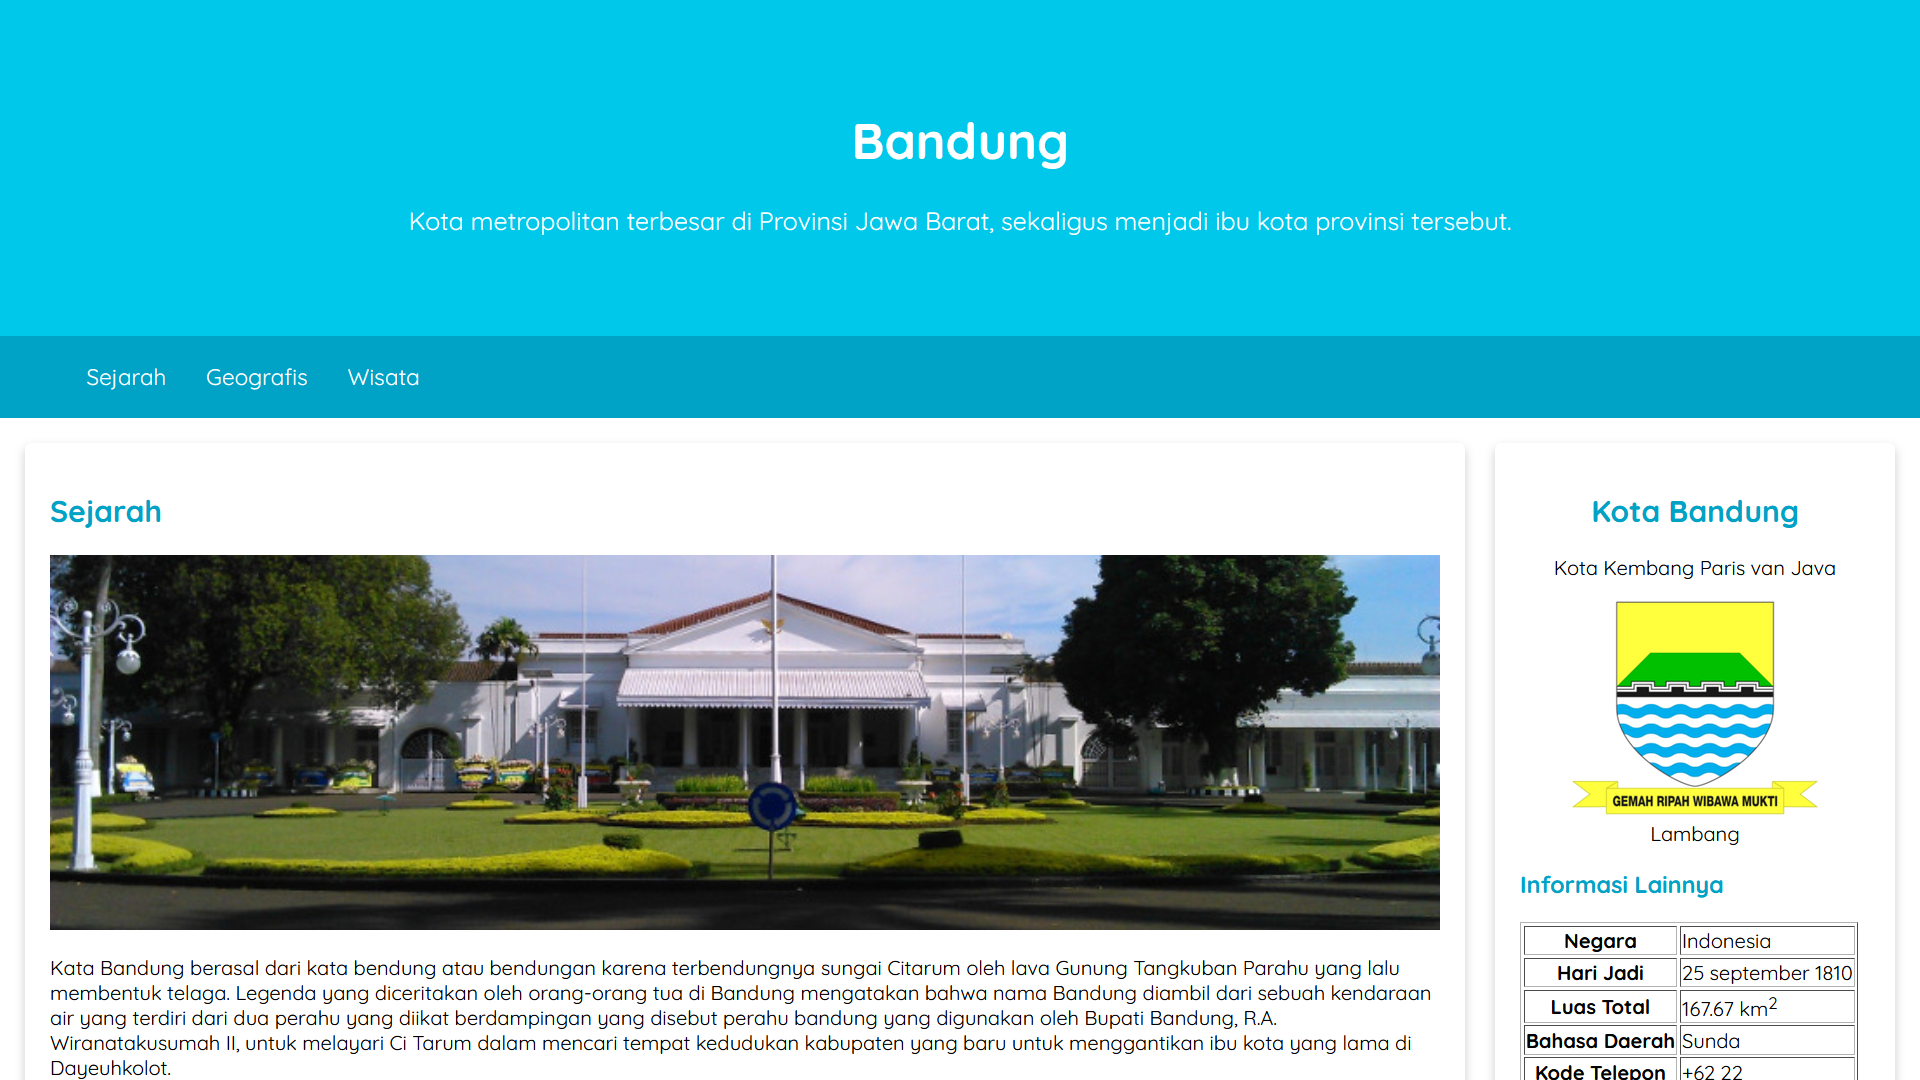 Bandung
Kota metropolitan terbesar di Provinsi Jawa Barat, sekaligus menjadi ibu kota provinsi tersebut.
Sejarah Geografis Wisata
Sejarah
Kata Bandung berasal dari kata bendung atau bendungan karena terbendungnya sungai Citarum oleh lava Gunung Tangkuban Parahu yang lalu
membentuk telaga. Legenda yang diceritakan oleh orang-orang tua di Bandung mengatakan bahwa nama Bandung diambil dari sebuah kendaraan
air yang terdiri dari dua perahu yang diikat berdampingan yang disebut perahu bandung yang digunakan oleh Bupati Bandung, R.A.
Wiranatakusumah II, untuk melayari Ci Tarum dalam mencari tempat kedudukan kabupaten yang baru untuk menggantikan ibu kota yang lama di
Dayeuhkolot.
Kota Bandung
Kota Kembang Paris van Java
GEMAH RIPAH WIBAWA MUKTI
Lambang
Informasi Lainnya
Negara Indonesia
Hari Jadi 25 september 1810
Luas Total 167.67 km²
Bahasa Daerah Sunda
Kode Telepon +62 22